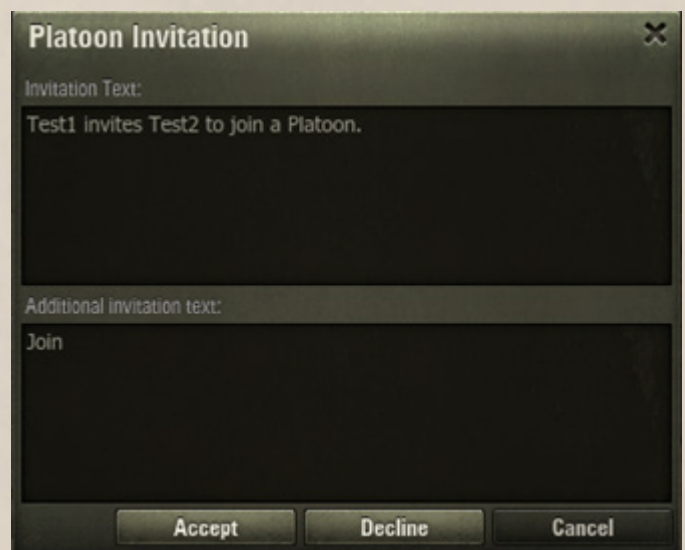 Platoon Invitation
Invitation Text:
Test1 invites Test2 to join a Platoon.
Additional invitation text:
Join
Accept Decline Cancel